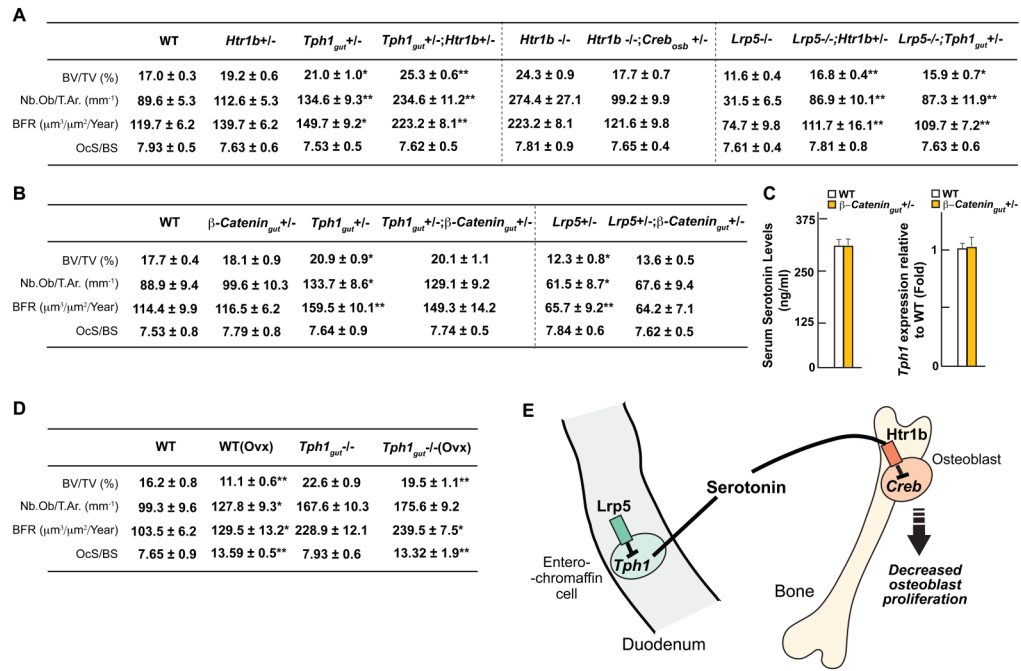 A
WT Htr1b+/- Tph1gut+/- Tph1gut+/-;Htr1b+/- Htr1b -/- Htr1b -/-;Crebosb +/- Lrp5-/- Lrp5-/-;Htr1b+/- Lrp5-/-;Tph1gut+/-
BV/TV (%) 17.0 ± 0.3 19.2 ± 0.6 21.0 ± 1.0* 25.3 ± 0.6** 24.3 ± 0.9 17.7 ± 0.7 11.6 ± 0.4 16.8 ± 0.4** 15.9 ± 0.7*
Nb.Ob/T.Ar. (mm-1) 89.6 ± 5.3 112.6 ± 5.3 134.6 ± 9.3** 234.6 ± 11.2** 274.4 ± 27.1 99.2 ± 9.9 31.5 ± 6.5 86.9 ± 10.1** 87.3 ± 11.9**
BFR (μm3/μm2/Year) 119.7 ± 6.2 139.7 ± 6.2 149.7 ± 9.2* 223.2 ± 8.1** 223.2 ± 8.1 121.6 ± 9.8 74.7 ± 9.8 111.7 ± 16.1** 109.7 ± 7.2**
OcS/BS 7.93 ± 0.5 7.63 ± 0.6 7.53 ± 0.5 7.62 ± 0.5 7.81 ± 0.9 7.65 ± 0.4 7.61 ± 0.4 7.81 ± 0.8 7.63 ± 0.6
B
WT β-Cateningut+/- Tph1gut+/- Tph1gut+/-;β-Cateningut+/- Lrp5+/- Lrp5+/-;β-Cateningut+/-
BV/TV (%) 17.7 ± 0.4 18.1 ± 0.9 20.9 ± 0.9* 20.1 ± 1.1 12.3 ± 0.8* 13.6 ± 0.5
Nb.Ob/T.Ar. (mm-1) 88.9 ± 9.4 99.6 ± 10.3 133.7 ± 8.6* 129.1 ± 9.2 61.5 ± 8.7* 67.6 ± 9.4
BFR (μm3/μm2/Year) 114.4 ± 9.9 116.5 ± 6.2 159.5 ± 10.1** 149.3 ± 14.2 65.7 ± 9.2** 64.2 ± 7.1
OcS/BS 7.53 ± 0.8 7.79 ± 0.8 7.64 ± 0.9 7.74 ± 0.5 7.84 ± 0.6 7.62 ± 0.5
C
WT
β-Cateningut+/-
Serum Serotonin Levels
(ng/ml)
375
250
125
0
WT
β-Cateningut+/-
Tph1 expression relative
to WT (Fold)
1
0
D
WT WT(Ovx) Tph1gut-/- Tph1gut-/-(Ovx)
BV/TV (%) 16.2 ± 0.8 11.1 ± 0.6** 22.6 ± 0.9 19.5 ± 1.1**
Nb.Ob/T.Ar. (mm-1) 99.3 ± 9.6 127.8 ± 9.3* 167.6 ± 10.3 175.6 ± 9.2
BFR (μm3/μm2/Year) 103.5 ± 6.2 129.5 ± 13.2* 228.9 ± 12.1 239.5 ± 7.5*
OcS/BS 7.65 ± 0.9 13.59 ± 0.5** 7.93 ± 0.6 13.32 ± 1.9**
E
Htr1b
Osteoblast
Creb
Serotonin
Lrp5
Tph1
Entero-
-chromaffin
cell
Decreased
osteoblast
proliferation
Bone
Duodenum